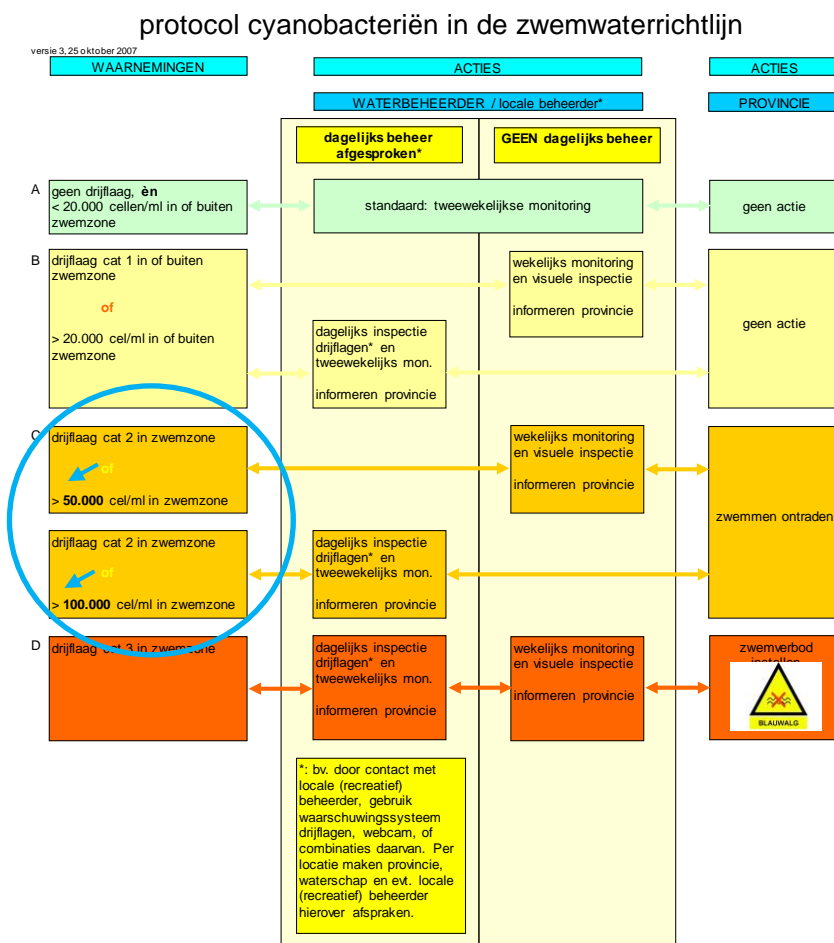 protocol cyanobacteriën in de zwemwaterrichtlijn
versie 3, 25 oktober 2007
WAARNEMINGEN
ACTIES
ACTIES
WATERBEHEERDER / locale beheerder*
PROVINCIE
dagelijks beheer
afgesproken*
GEEN dagelijks beheer
A
geen drijflaag, èn
< 20.000 cellen/ml in of buiten
zwemzone
standaard: tweewekelijkse monitoring
geen actie
B
drijflaag cat 1 in of buiten
zwemzone
of
> 20.000 cel/ml in of buiten
zwemzone
wekelijks monitoring
en visuele inspectie
informeren provincie
dagelijks inspectie
drijflagen* en
tweewekelijks mon.
informeren provincie
geen actie
C
drijflaag cat 2 in zwemzone
of
> 50.000 cel/ml in zwemzone
wekelijks monitoring
en visuele inspectie
informeren provincie
zwemmen ontraden
drijflaag cat 2 in zwemzone
of
> 100.000 cel/ml in zwemzone
dagelijks inspectie
drijflagen* en
tweewekelijks mon.
informeren provincie
D
drijflaag cat 3 in zwemzone
dagelijks inspectie
drijflagen* en
tweewekelijks mon.
informeren provincie
wekelijks monitoring
en visuele inspectie
informeren provincie
zwemverbod
instellen
BLAUWALG
*: bv. door contact met
locale (recreatief)
beheerder, gebruik
waarschuwingssysteem
drijflagen, webcam, of
combinaties daarvan. Per
locatie maken provincie,
waterschap en evt. locale
(recreatief) beheerder
hierover afspraken.